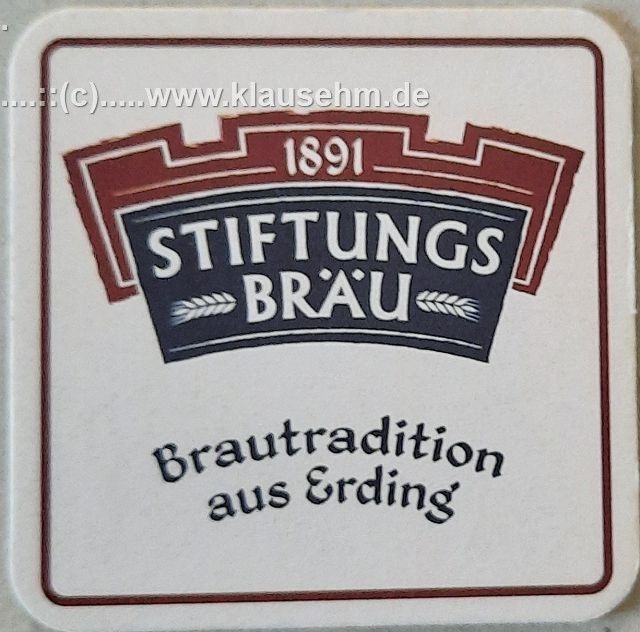 .
....::(c).....www.klausehm.de
1891
STIFTUNGS
BRÄU
Brautradition
aus Erding